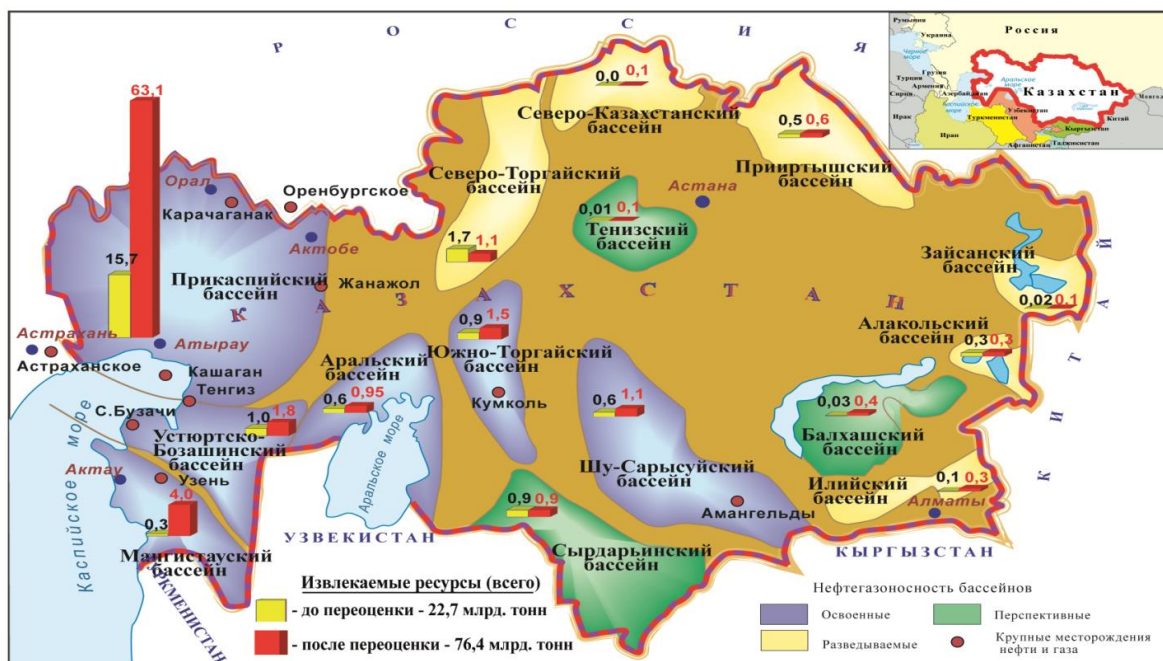 РОССИЯ
Румыния
Украина
Россия
Черное
море
Грузия
Турция
Армения
Азербайджан
Аральское
море
Казахстан
Сирия
Каспийское
море
Узбекистан
Туркменистан
Ирак
Иран
Кыргызстан
Китай
Афганистан
Таджикистан
63,1
15,7
Орал
Карачаганак
Оренбургское
Актобе
Прикаспийский
бассейн
Жанажол
Астрахань
Астраханское
Атырау
Кашаган
Тенгиз
0,0 0,1
Северо-Казахстанский
бассейн
0,5 0,6
Прииртышский
бассейн
Северо-Торгайский
бассейн
1,7 1,1
Астана
0,01 0,1
Тенизский
бассейн
Зайсанский
бассейн
0,02 0,1
КАЗАХСТАН
КИТАЙ
Алакольский
бассейн
0,3 0,3
0,9 1,5
Южно-Торгайский
бассейн
Кумколь
Аральский
бассейн
0,6 0,95
Аральское море
С.Бузачи
1,0 1,8
Устюртско-
Бозашинский
бассейн
Актау
Узень
0,3 4,0
Мангистауский
бассейн
Каспийское море
0,6 1,1
Шу-Сарысуйский
бассейн
Амангельды
0,03 0,4
Балхашский
бассейн
0,1 0,3
Илийский
бассейн
Алматы
0,9 0,9
Сырдарьинский
бассейн
УЗВЕКИСТАН
КЫРГЫЗСТАН
Извлекаемые ресурсы (всего)
- до переоценки - 22,7 млрд. тонн
- после переоценки - 76,4 млрд. тонн
Нефтегазоносность бассейнов
Освоенные
Перспективные
Разведываемые
Крупные месторождения
нефти и газа